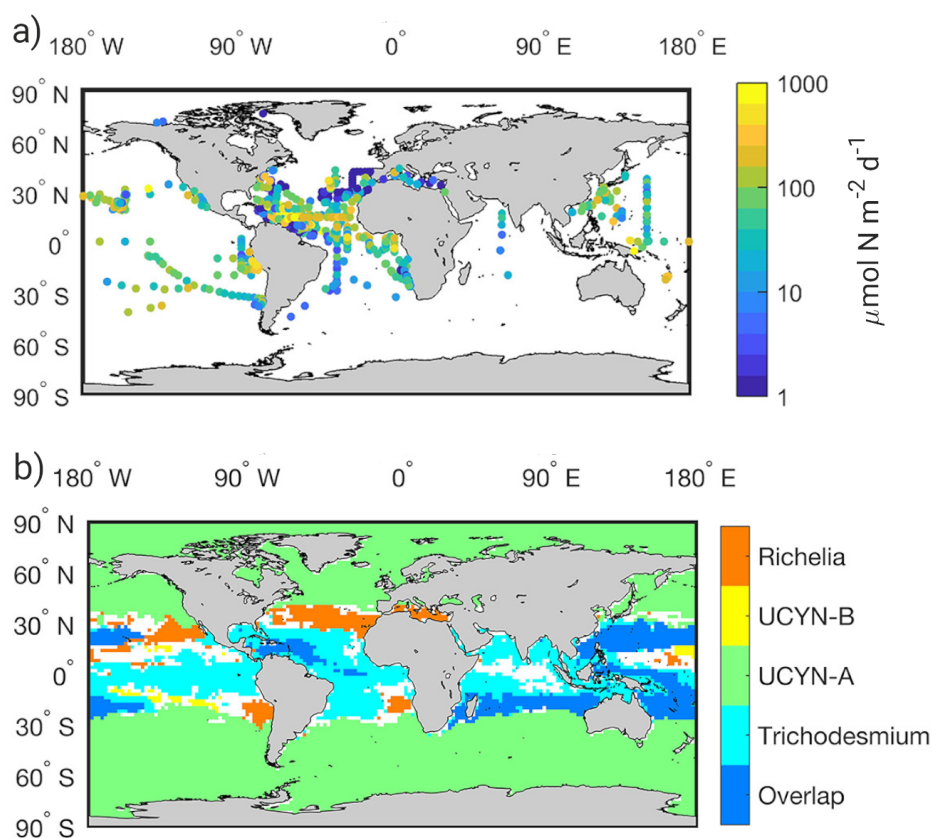 a)
180° W 90° W 0° 90° E 180° E
90° N
60° N
30° N
0°
30° S
60° S
90° S
1000
100
10
1
μmol N m⁻² d⁻¹
b)
180° W 90° W 0° 90° E 180° E
90° N
60° N
30° N
0°
30° S
60° S
90° S
Richelia
UCYN-B
UCYN-A
Trichodesmium
Overlap